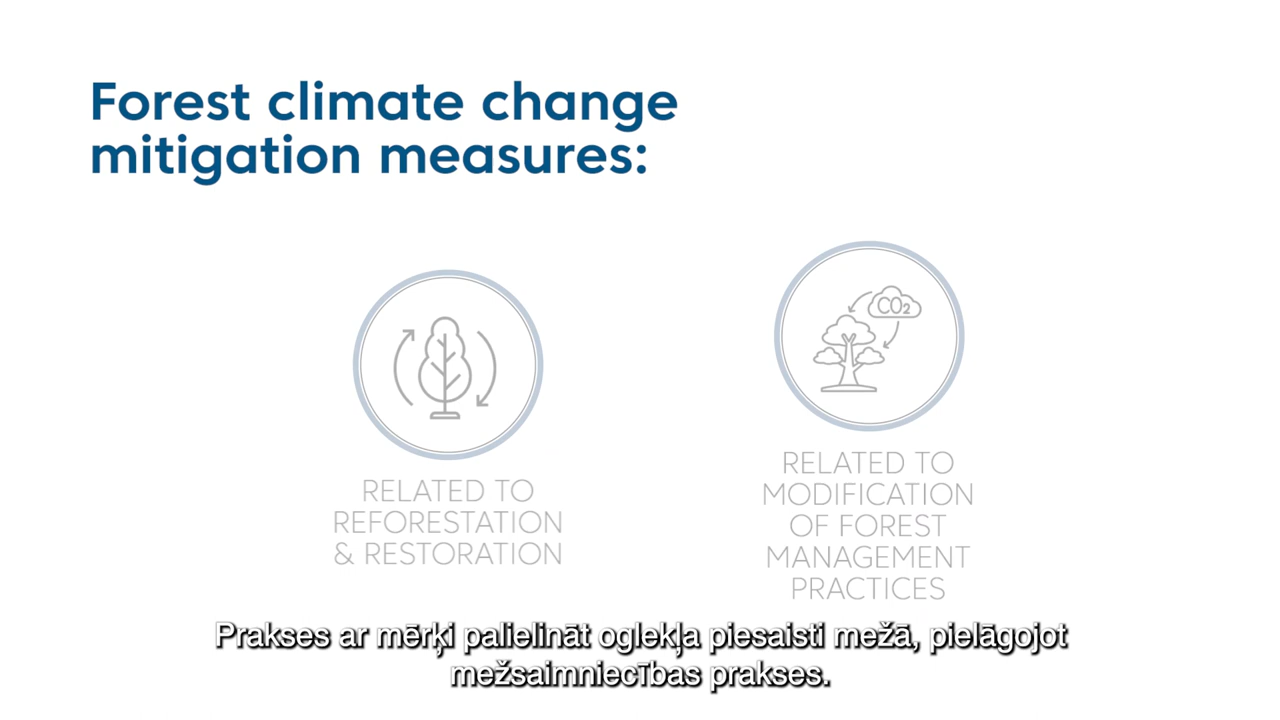 Forest climate change
mitigation measures:
CO₂
RELATED TO
REFORESTATION
& RESTORATION
RELATED TO
MODIFICATION
OF FOREST
MANAGEMENT
PRACTICES
Prakses ar mērķi palielināt oglekļa piesaisti mežā, pielāgojot
mežsaimniecības prakses.